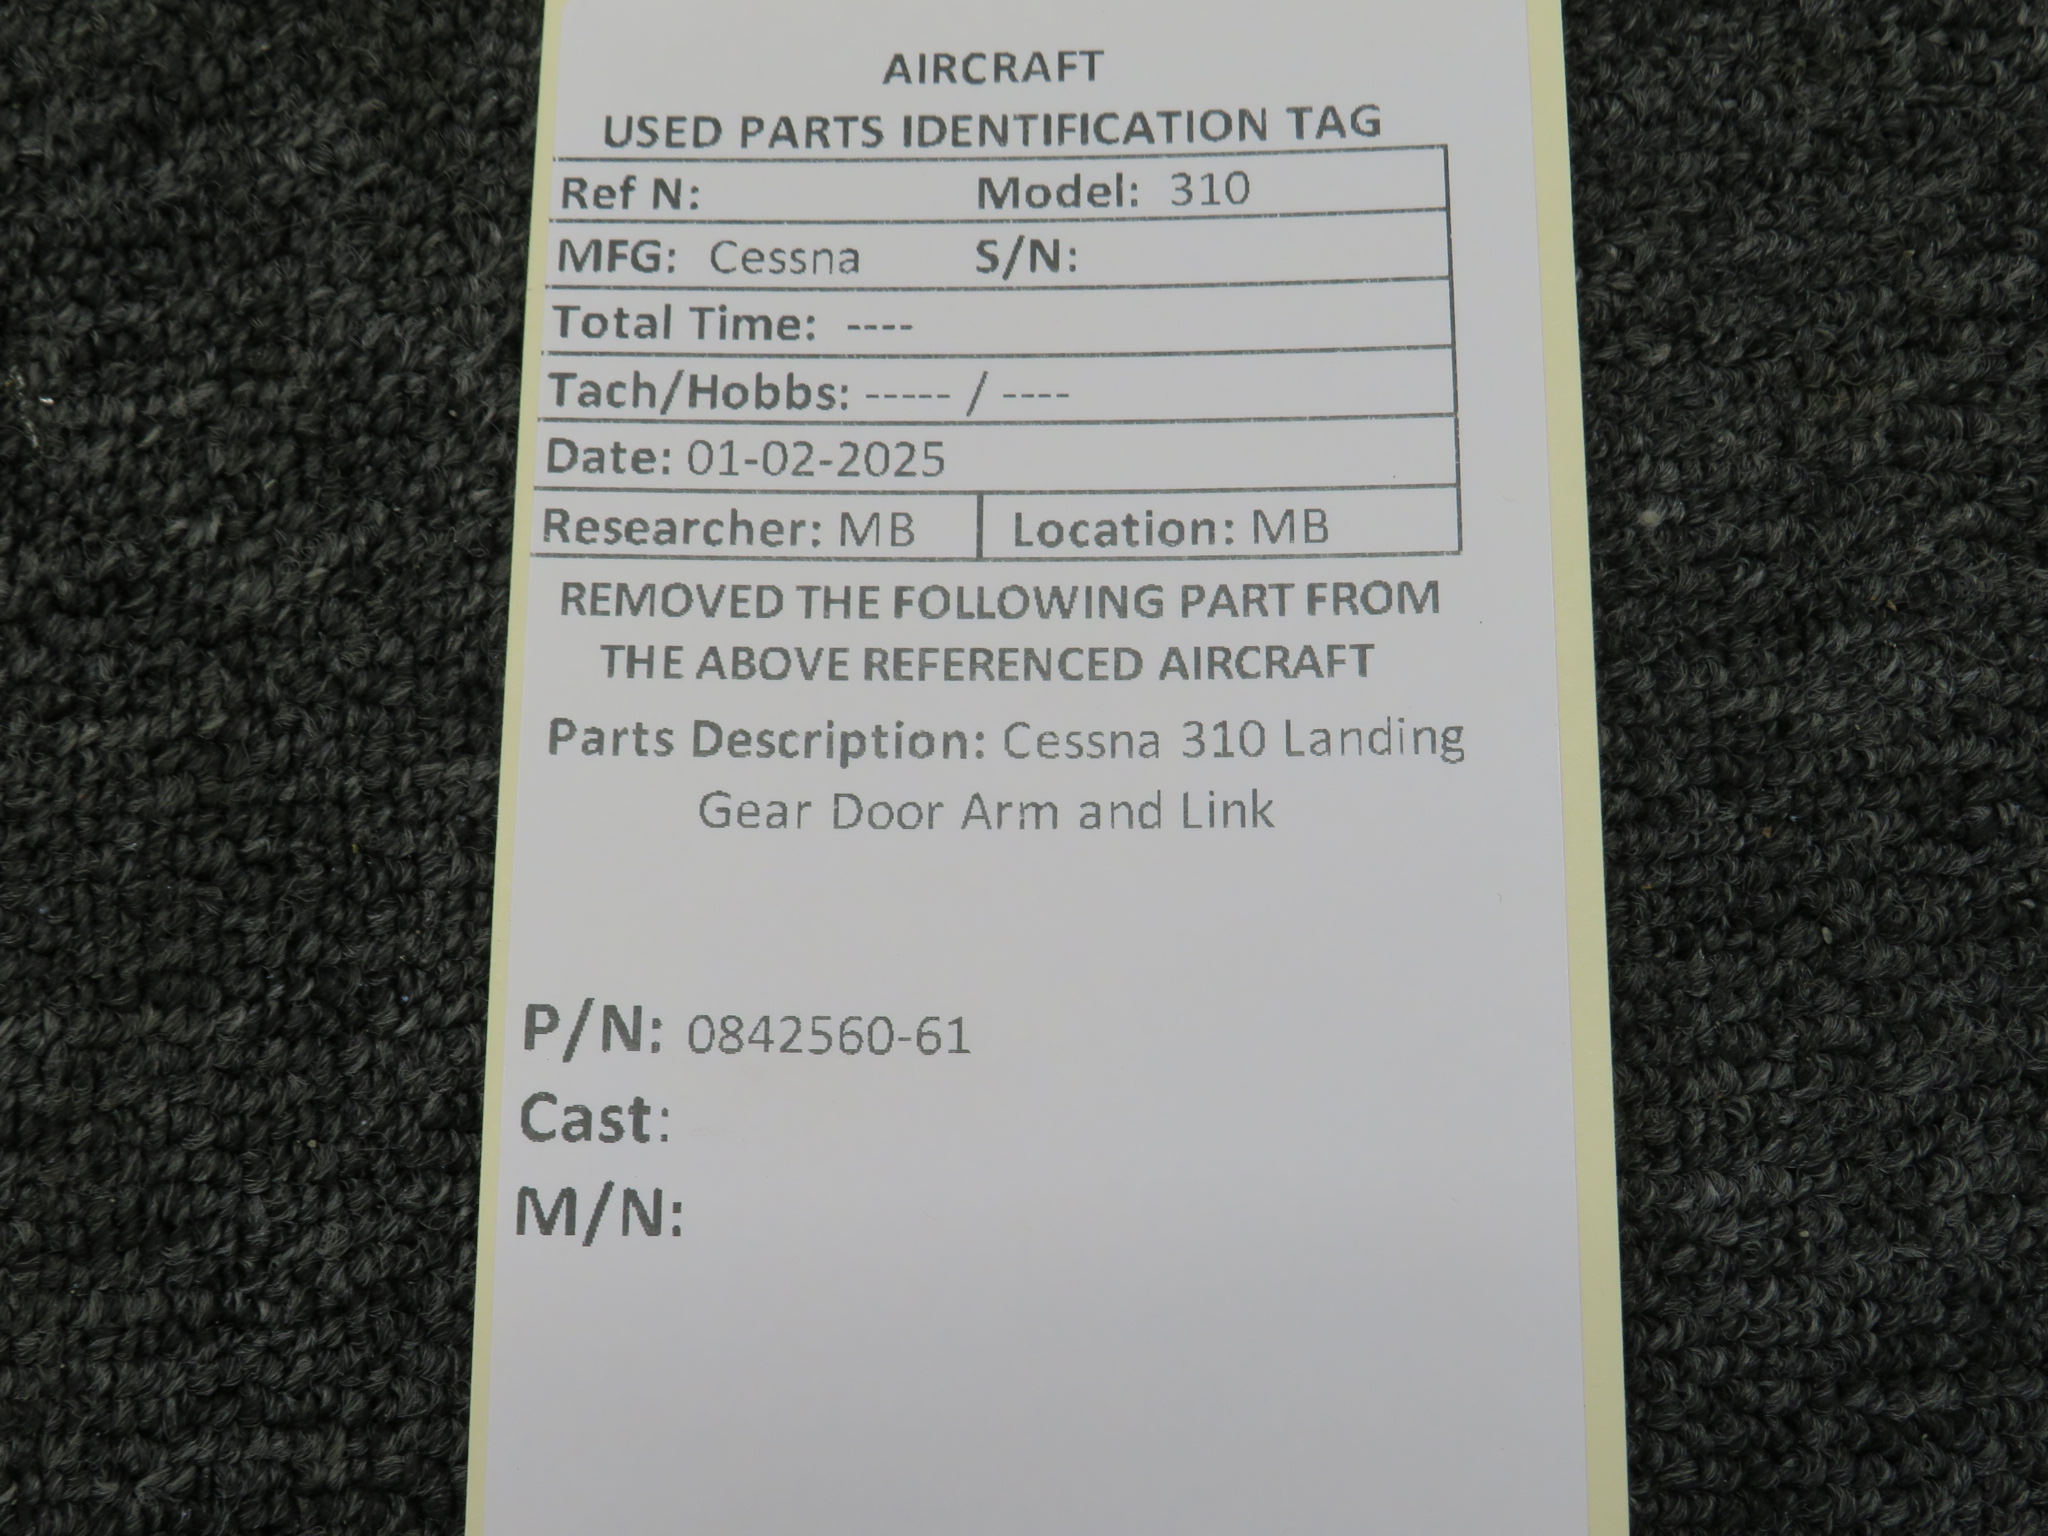 AIRCRAFT
USED PARTS IDENTIFICATION TAG
Ref N: Model: 310
MFG: Cessna S/N:
Total Time: ----
Tach/Hobbs: ----- / ----
Date: 01-02-2025
Researcher: MB Location: MB
REMOVED THE FOLLOWING PART FROM
THE ABOVE REFERENCED AIRCRAFT
Parts Description: Cessna 310 Landing
Gear Door Arm and Link
P/N: 0842560-61
Cast:
M/N: